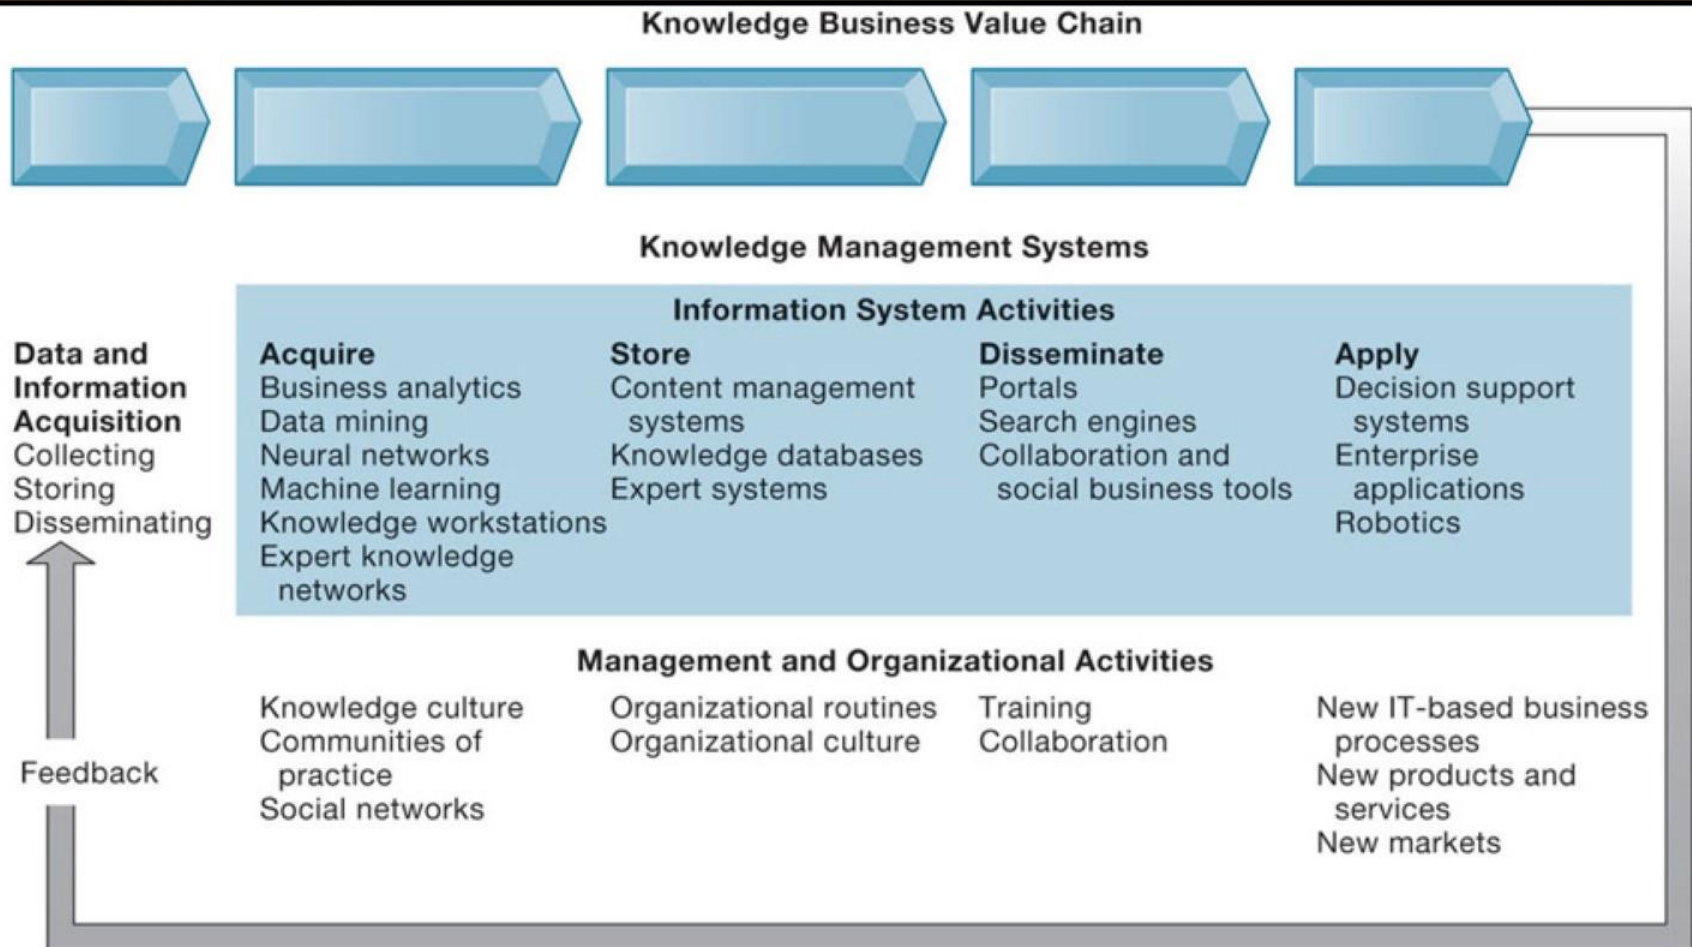 Knowledge Business Value Chain
Knowledge Management Systems
Information System Activities
Data and
Information
Acquisition
Collecting
Storing
Disseminating
Acquire
Business analytics
Data mining
Neural networks
Machine learning
Knowledge workstations
Expert knowledge
networks
Store
Content management
systems
Knowledge databases
Expert systems
Disseminate
Portals
Search engines
Collaboration and
social business tools
Apply
Decision support
systems
Enterprise
applications
Robotics
Management and Organizational Activities
Knowledge culture
Communities of
practice
Social networks
Organizational routines
Organizational culture
Training
Collaboration
New IT-based business
processes
New products and
services
New markets
Feedback